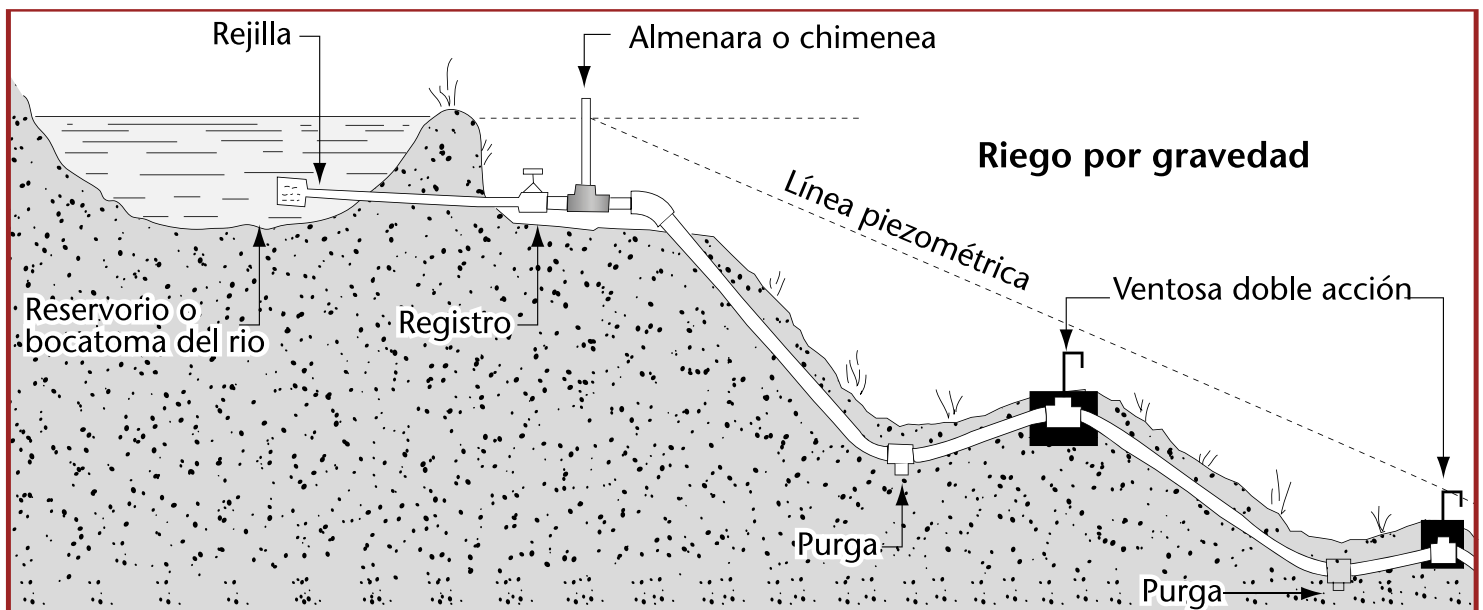 Rejilla
Almenara o chimenea
Riego por gravedad
Línea piezométrica
Ventosa doble acción
Reservorio o
bocatoma del rio
Registro
Purga
Purga